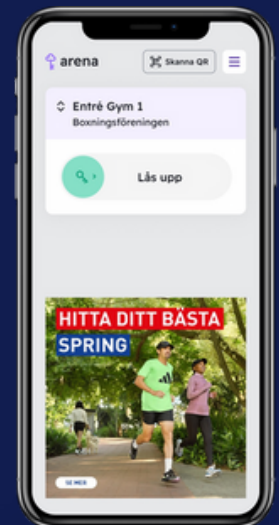 arena
Skanna QR
Entré Gym 1
Boxningsföreningen
Lås upp
HITTA DITT BÄSTA
SPRING
SE MER